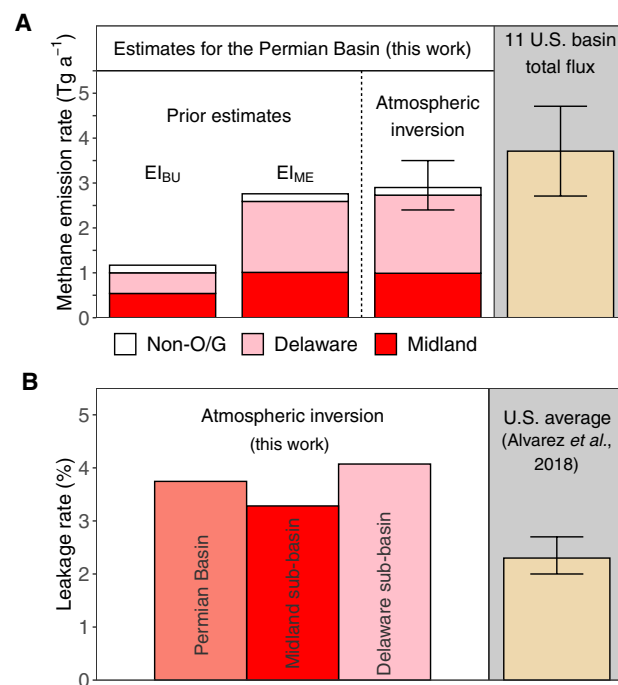 A
Estimates for the Permian Basin (this work)
11 U.S. basin
total flux
Methane emission rate (Tg a⁻¹)
5
4
3
2
1
0
Prior estimates
Atmospheric
inversion
EI_BU
EI_ME
Non-O/G
Delaware
Midland
B
Atmospheric inversion
(this work)
U.S. average
(Alvarez et al.,
2018)
Leakage rate (%)
5
4
3
2
1
0
Permian Basin
Midland sub-basin
Delaware sub-basin